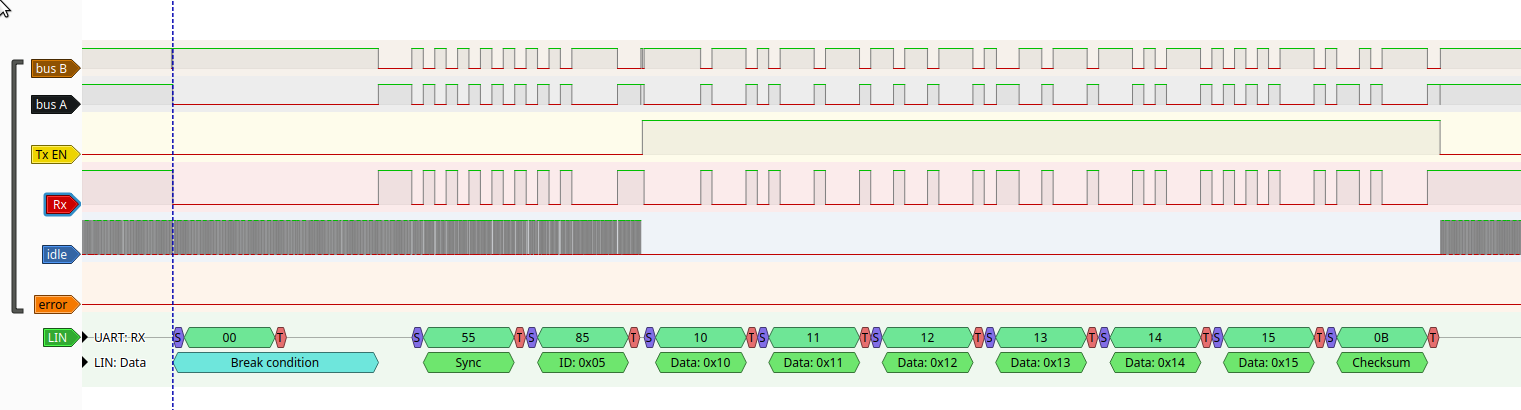 bus B
bus A
Tx EN
Rx
idle
error
LIN UART: RX S 00 T S 55 T S 85 T S 10 T S 11 T S 12 T S 13 T S 14 T S 15 T S 0B T
LIN: Data Break condition Sync ID: 0x05 Data: 0x10 Data: 0x11 Data: 0x12 Data: 0x13 Data: 0x14 Data: 0x15 Checksum